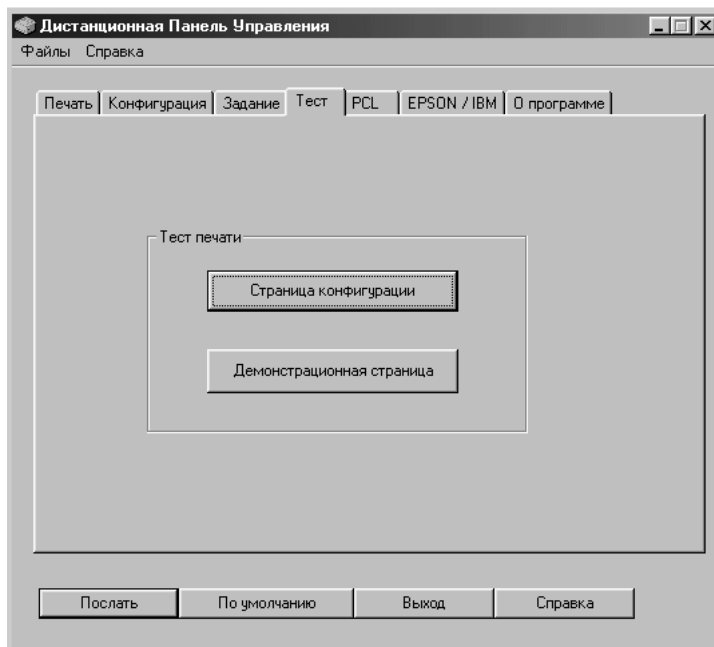 Дистанционная Панель Управления
Файлы Справка
Печать Конфигурация Задание Тест PCL EPSON / IBM О программе
Тест печати
Страница конфигурации
Демонстрационная страница
Послать По умолчанию Выход Справка